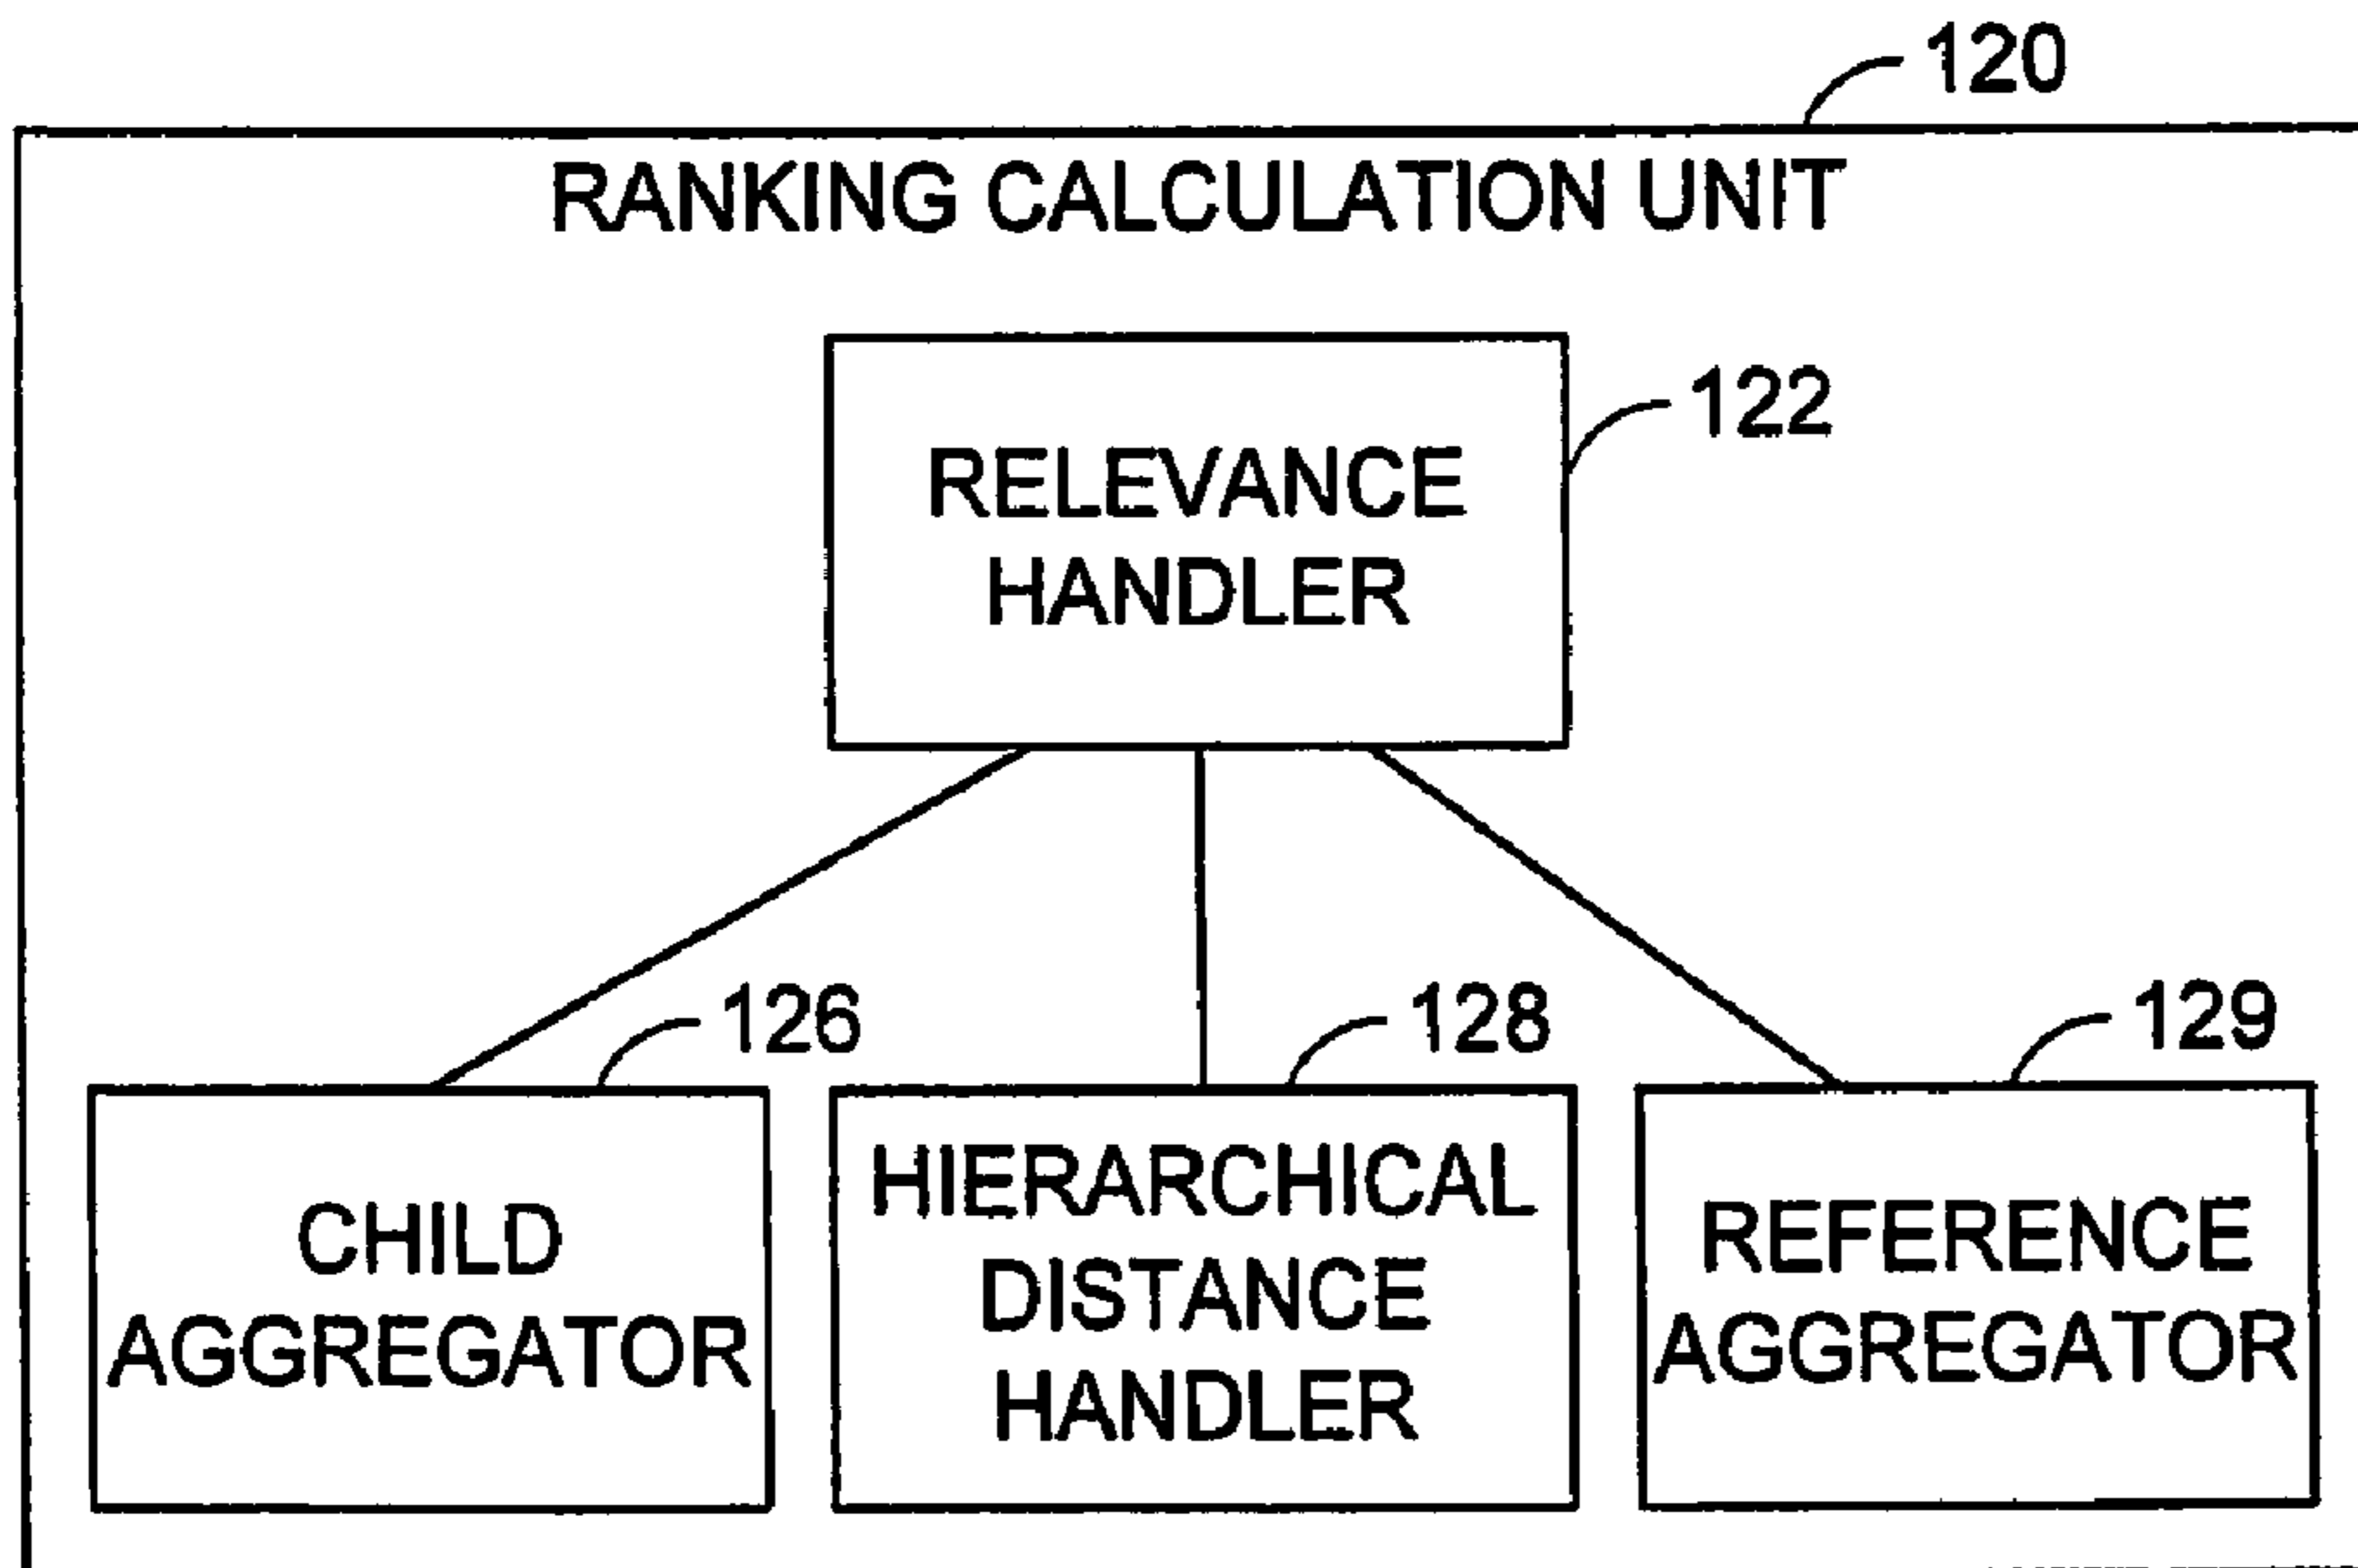 120
RANKING CALCULATION UNIT
122
RELEVANCE
HANDLER
126
128
129
CHILD
AGGREGATOR
HIERARCHICAL
DISTANCE
HANDLER
REFERENCE
AGGREGATOR